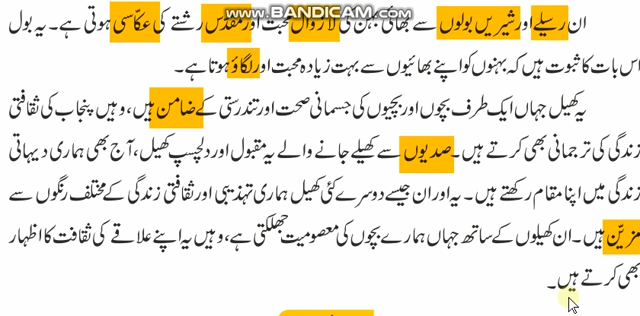 www.BANDICAM.com
ان رسیلے اور شیریں بولوں سے بھائی بہن کی لازوال محبت اور مقدّس رشتے کی عکّاسی ہوتی ہے۔ یہ بول
اس بات کا ثبوت ہیں کہ بہنوں کو اپنے بھائیوں سے بہت زیادہ محبت اور لگاؤ ہوتا ہے۔
یہ کھیل جہاں ایک طرف بچوں اور بچیوں کی جسمانی صحت اور تندرستی کے ضامن ہیں، وہیں پنجاب کی ثقافتی
زندگی کی ترجمانی بھی کرتے ہیں۔ صدیوں سے کھیلے جانے والے یہ مقبول اور دلچسپ کھیل، آج بھی ہماری دیہاتی
زندگی میں اپنا مقام رکھتے ہیں۔ یہ اور ان جیسے دوسرے کئی کھیل ہماری تہذیبی اور ثقافتی زندگی کے مختلف رنگوں سے
مزیّن ہیں۔ ان کھیلوں کے ساتھ جہاں ہمارے بچوں کی معصومیت جھلکتی ہے، وہیں یہ اپنے علاقے کی ثقافت کا اظہار
بھی کرتے ہیں۔